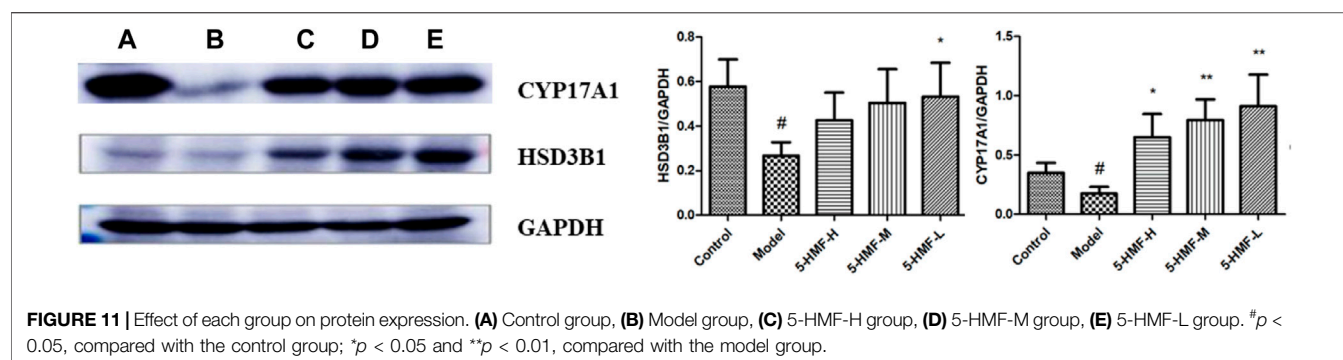 A B C D E
CYP17A1
HSD3B1
GAPDH
HSD3B1/GAPDH
0.8
0.6
0.4
0.2
0.0
#
*
Control
Model
5-HMF-H
5-HMF-M
5-HMF-L
CYP17A1/GAPDH
1.5
1.0
0.5
0.0
#
*
**
**
Control
Model
5-HMF-H
5-HMF-M
5-HMF-L
FIGURE 11 | Effect of each group on protein expression. (A) Control group, (B) Model group, (C) 5-HMF-H group, (D) 5-HMF-M group, (E) 5-HMF-L group. #p <
0.05, compared with the control group; *p < 0.05 and **p < 0.01, compared with the model group.